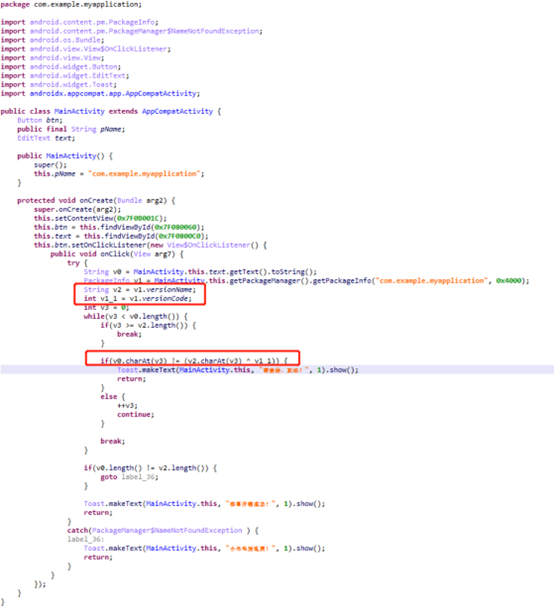 package com.example.myapplication;
import android.content.pm.PackageInfo;
import android.content.pm.PackageManager$NameNotFoundException;
import android.os.Bundle;
import android.view.View$OnClickListener;
import android.view.View;
import android.widget.Button;
import android.widget.EditText;
import android.widget.Toast;
import androidx.appcompat.app.AppCompatActivity;
public class MainActivity extends AppCompatActivity {
Button btn;
public final String pName;
EditText text;
public MainActivity() {
super();
this.pName = "com.example.myapplication";
}
protected void onCreate(Bundle arg2) {
super.onCreate(arg2);
this.setContentView(0x7F0B001C);
this.btn = this.findViewById(0x7F080060);
this.text = this.findViewById(0x7F0800C0);
this.btn.setOnClickListener(new View$OnClickListener() {
public void onClick(View arg7) {
try {
String v0 = MainActivity.this.text.getText().toString();
PackageInfo v1 = MainActivity.this.getPackageManager().getPackageInfo("com.example.myapplication", 0x4000);
String v2 = v1.versionName;
int v1_1 = v1.versionCode;
int v3 = 0;
while(v3 < v0.length()) {
if(v3 >= v2.length()) {
break;
}
if(v0.charAt(v3) != (v2.charAt(v3) ^ v1_1)) {
Toast.makeText(MainActivity.this, ", 1).show();
return;
}
else {
++v3;
continue;
}
break;
}
if(v0.length() != v2.length()) {
goto label_36;
}
Toast.makeText(MainActivity.this, ", 1).show();
return;
}
catch(PackageManager$NameNotFoundException ) {
label_36:
Toast.makeText(MainActivity.this, ", 1).show();
return;
}
}
});
}
}